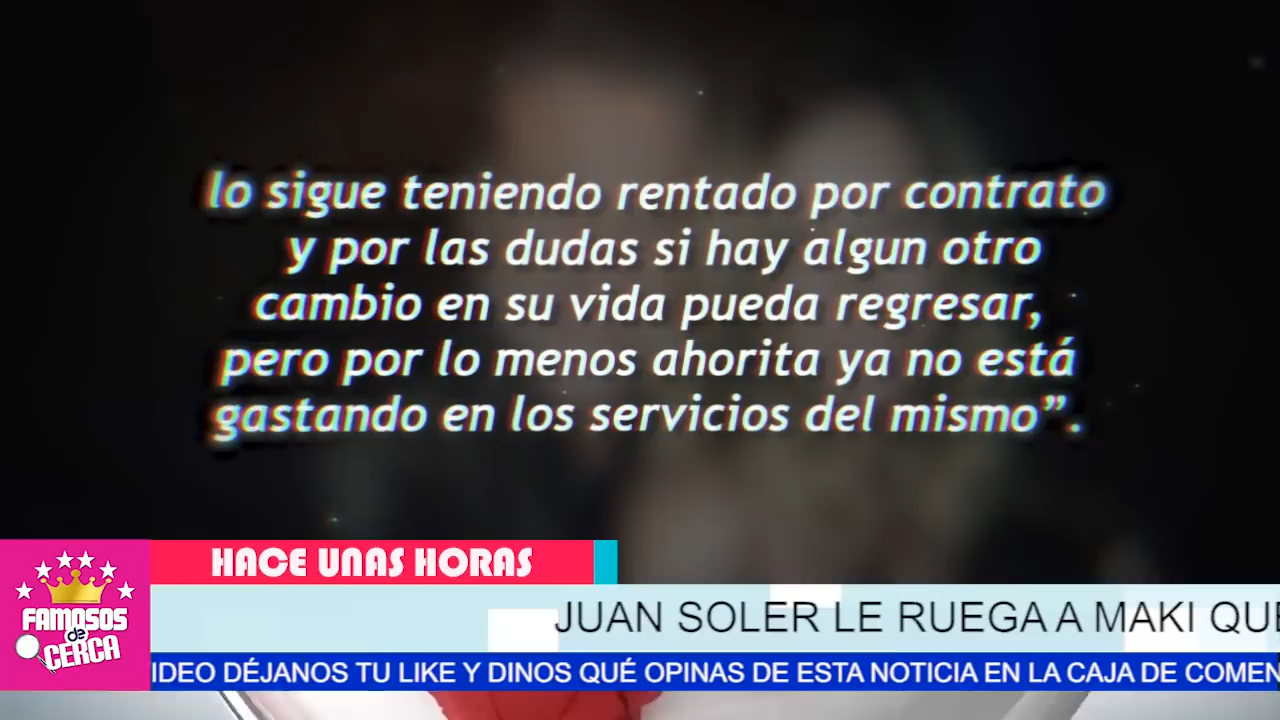 lo sigue teniendo rentado por contrato
y por las dudas si hay algun otro
cambio en su vida pueda regresar,
pero por lo menos ahorita ya no está
gastando en los servicios del mismo”.
HACE UNAS HORAS
FAMOSOS
de
CERCA
JUAN SOLER LE RUEGA A MAKI QUE
DÉJANOS TU LIKE Y DINOS QUÉ OPINAS DE ESTA NOTICIA EN LA CAJA DE